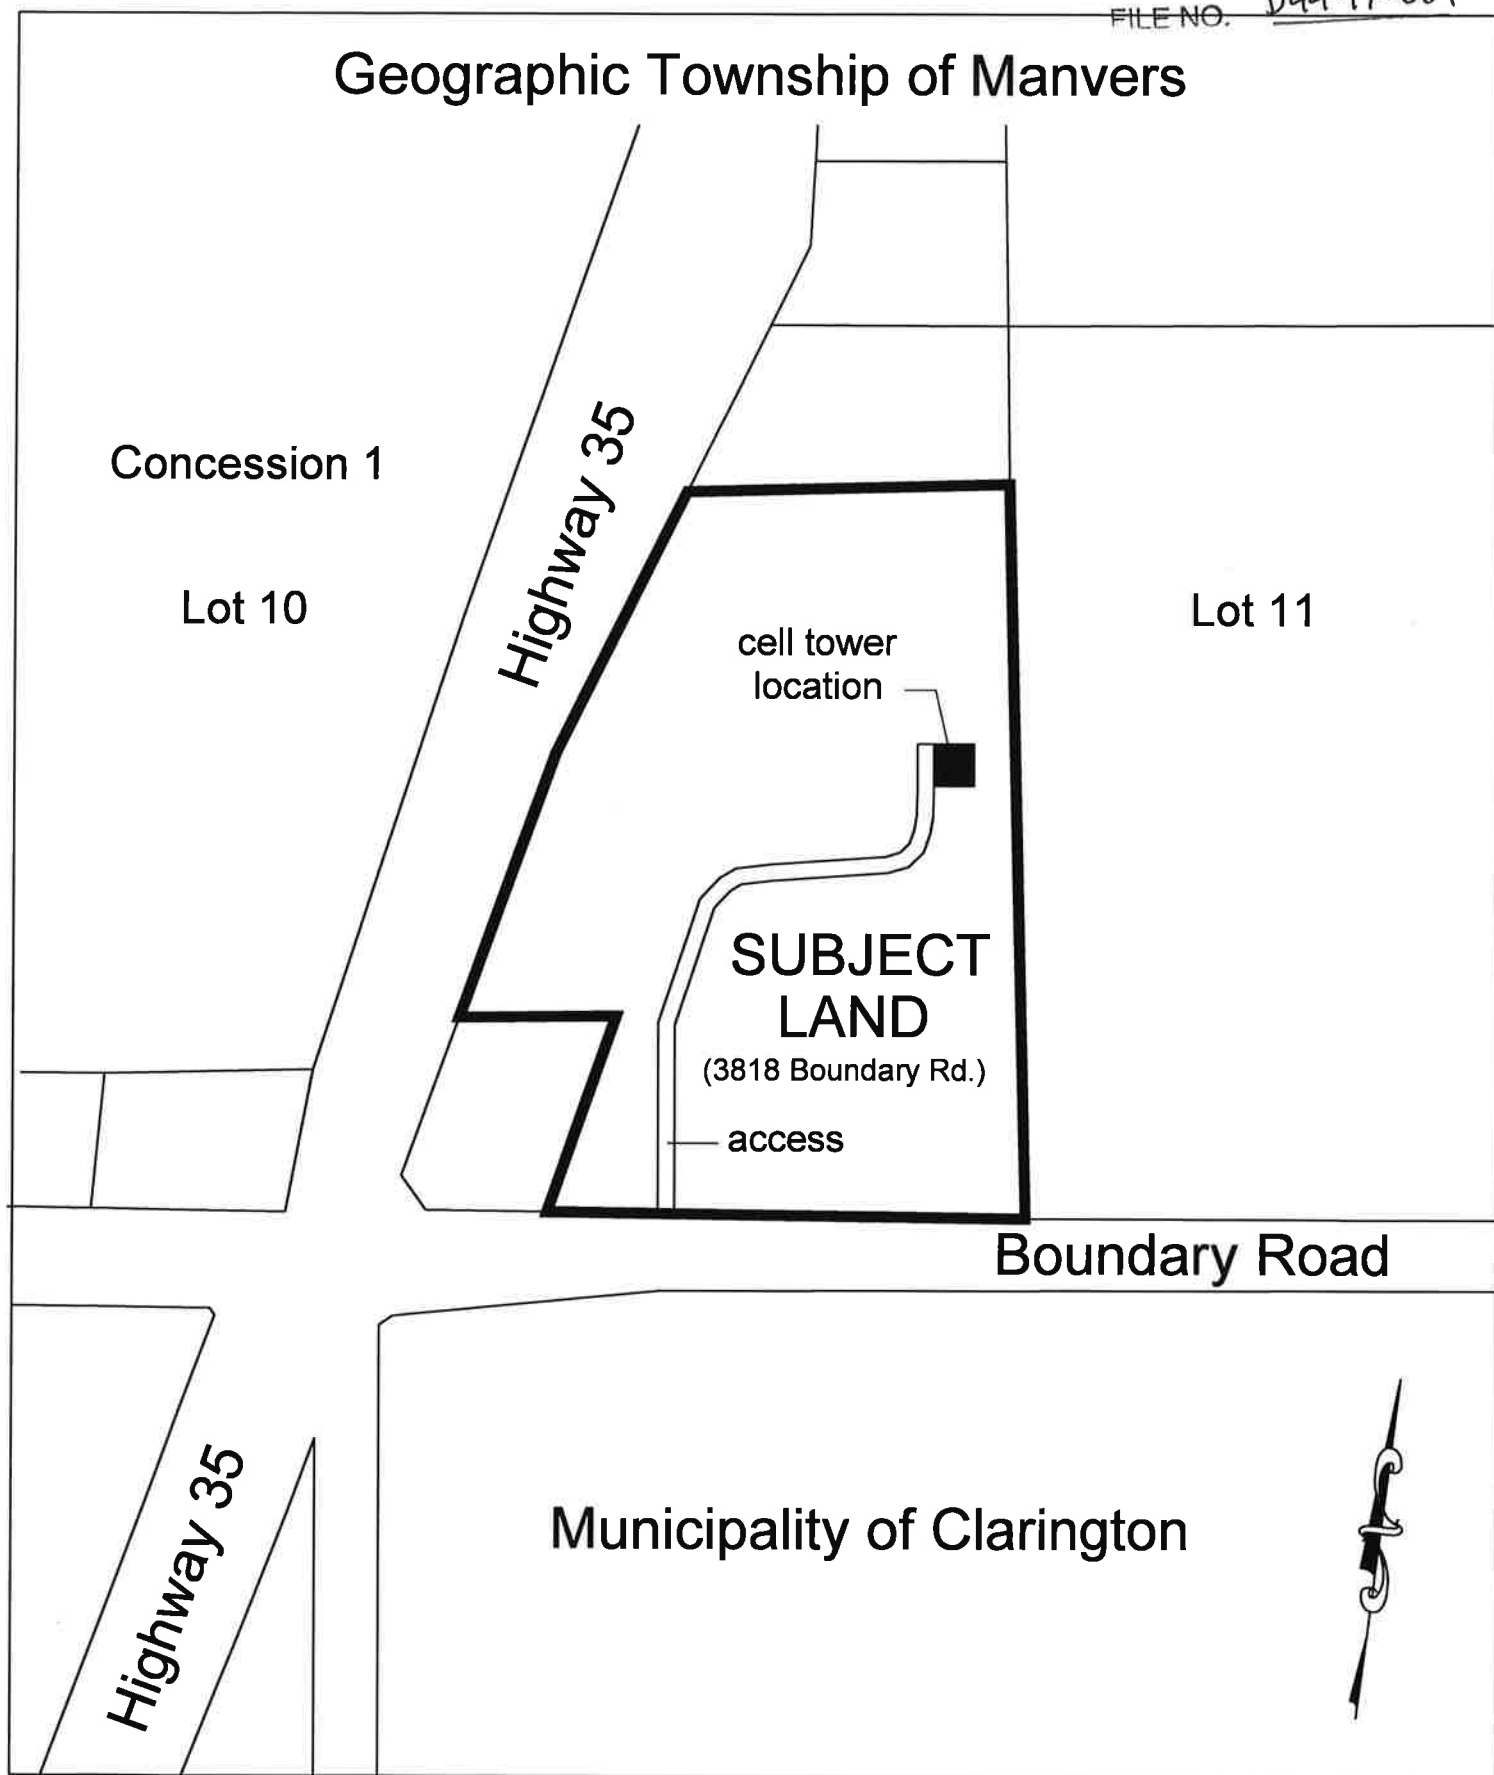 FILE NO.
Geographic Township of Manvers
Highway 35
Concession 1
Lot 10
Lot 11
cell tower
location
SUBJECT
LAND
(3818 Boundary Rd.)
access
Boundary Road
Highway 35
Municipality of Clarington